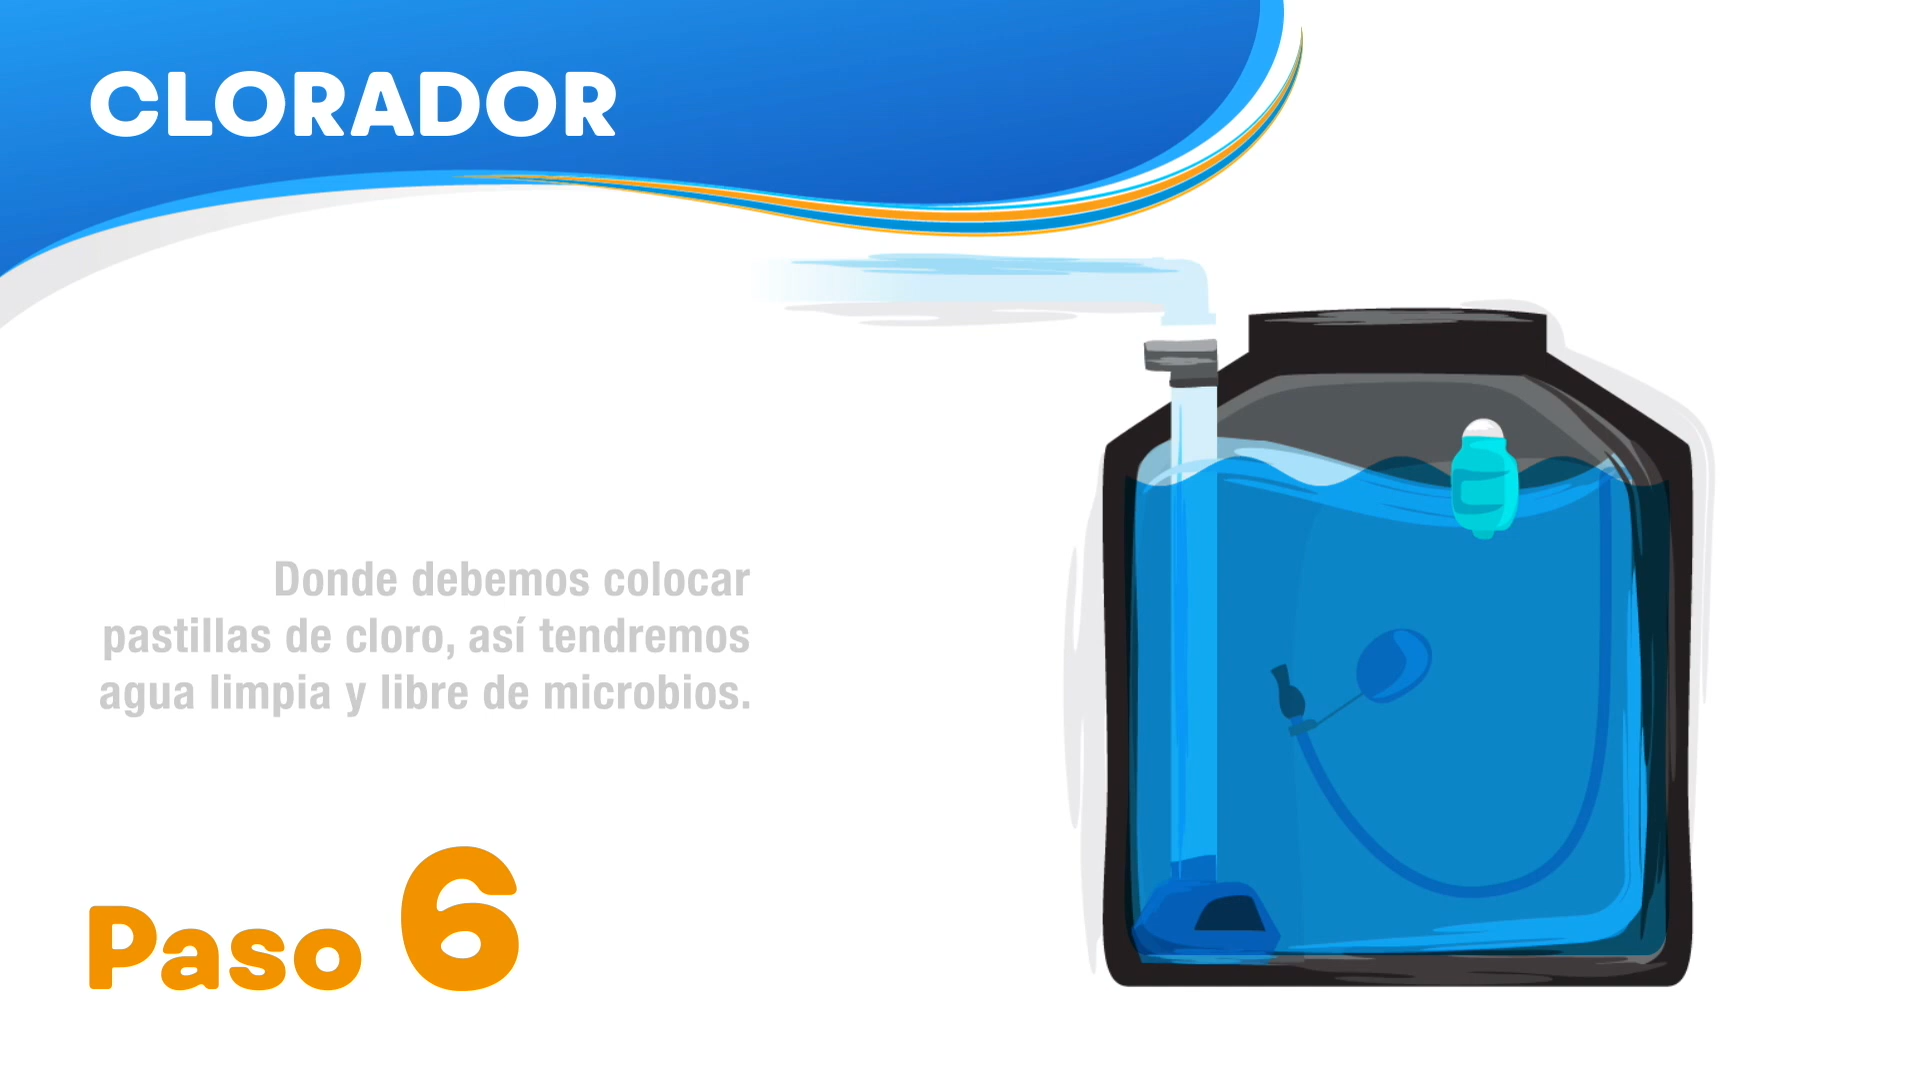 CLORADOR
Donde debemos colocar
pastillas de cloro, así tendremos
agua limpia y libre de microbios.
Paso 6